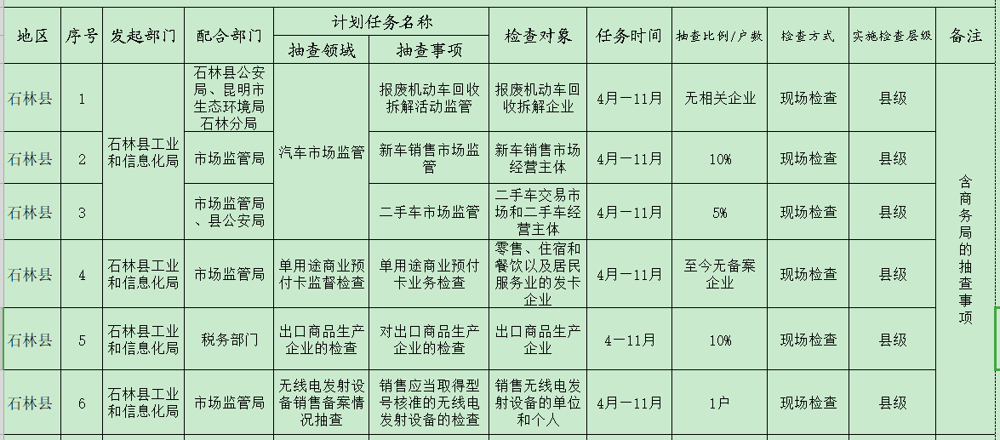 地区 序号 发起部门 配合部门 计划任务名称 检查对象 任务时间 抽查比例/户数 检查方式 实施检查层级 备注
抽查领域 抽查事项
石林县 1 石林县工业
和信息化局 石林县公安
局、昆明市
生态环境局
石林分局 汽车市场监管 报废机动车回收
拆解活动监管 报废机动车回
收拆解企业 4月—11月 无相关企业 现场检查 县级 含商务局的抽查事项
石林县 2 市场监管局 新车销售市场监
管 新车销售市场
经营主体 4月—11月 10% 现场检查 县级
石林县 3 市场监管局
、县公安局 二手车市场监管 二手车交易市
场和二手车经
营主体 4月—11月 5% 现场检查 县级
石林县 4 石林县工业
和信息化局 市场监管局 单用途商业预
付卡监督检查 单用途商业预付
卡业务检查 零售、住宿和
餐饮以及居民
服务业的发卡
企业 4月—11月 至今无备案
企业 现场检查 县级
石林县 5 石林县工业
和信息化局 税务部门 出口商品生产
企业的检查 对出口商品生产
企业的检查 出口商品生产
企业 4—11月 10% 现场检查 县级
石林县 6 石林县工业
和信息化局 市场监管局 无线电发射设
备销售备案情
况抽查 销售应当取得型
号核准的无线电
发射设备的检查 销售无线电发
射设备的单位
和个人 4月—11月 1户 现场检查 县级